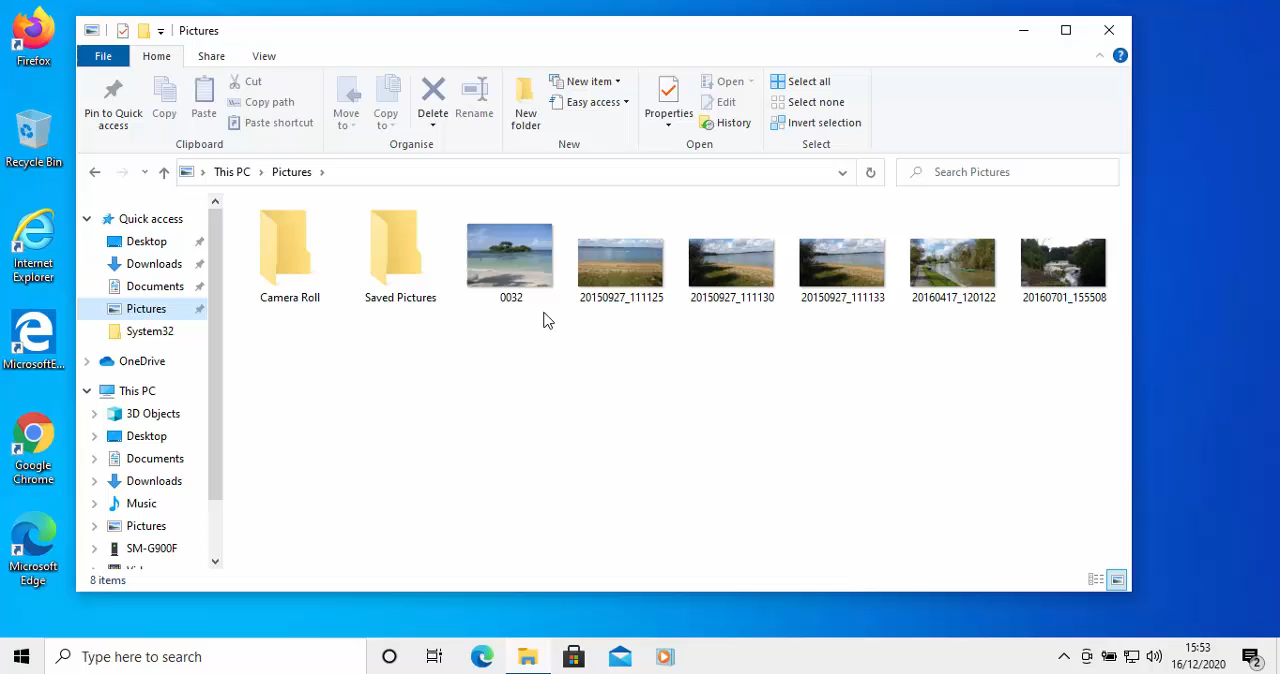 Firefox
Recycle Bin
Internet
Explorer
MicrosoftE...
Google
Chrome
Microsoft
Edge
Pictures
File
Home
Share
View
Pin to Quick
access
Copy
Paste
Cut
Copy path
Paste shortcut
Clipboard
Move
to
Copy
to
Delete
Rename
Organise
New
folder
New item
Easy access
New
Properties
Open
Edit
History
Open
Select all
Select none
Invert selection
Select
This PC
Pictures
Search Pictures
Quick access
Desktop
Downloads
Documents
Pictures
System32
OneDrive
This PC
3D Objects
Desktop
Documents
Downloads
Music
Pictures
SM-G900F
Camera Roll
Saved Pictures
0032
20150927_111125
20150927_111130
20150927_111133
20160417_120122
20160701_155508
8 items
Type here to search
15:53
16/12/2020
2